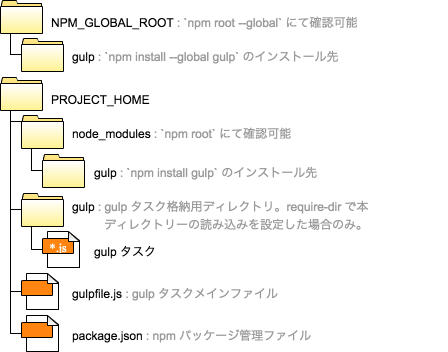 NPM_GLOBAL_ROOT : `npm root --global` にて確認可能
gulp : `npm install --global gulp` のインストール先
PROJECT_HOME
node_modules : `npm root` にて確認可能
gulp : `npm install gulp` のインストール先
gulp : gulp タスク格納用ディレクトリ。require-dir で本
ディレクトリーの読み込みを設定した場合のみ。
*.js gulp タスク
gulpfile.js : gulp タスクメインファイル
package.json : npm パッケージ管理ファイル